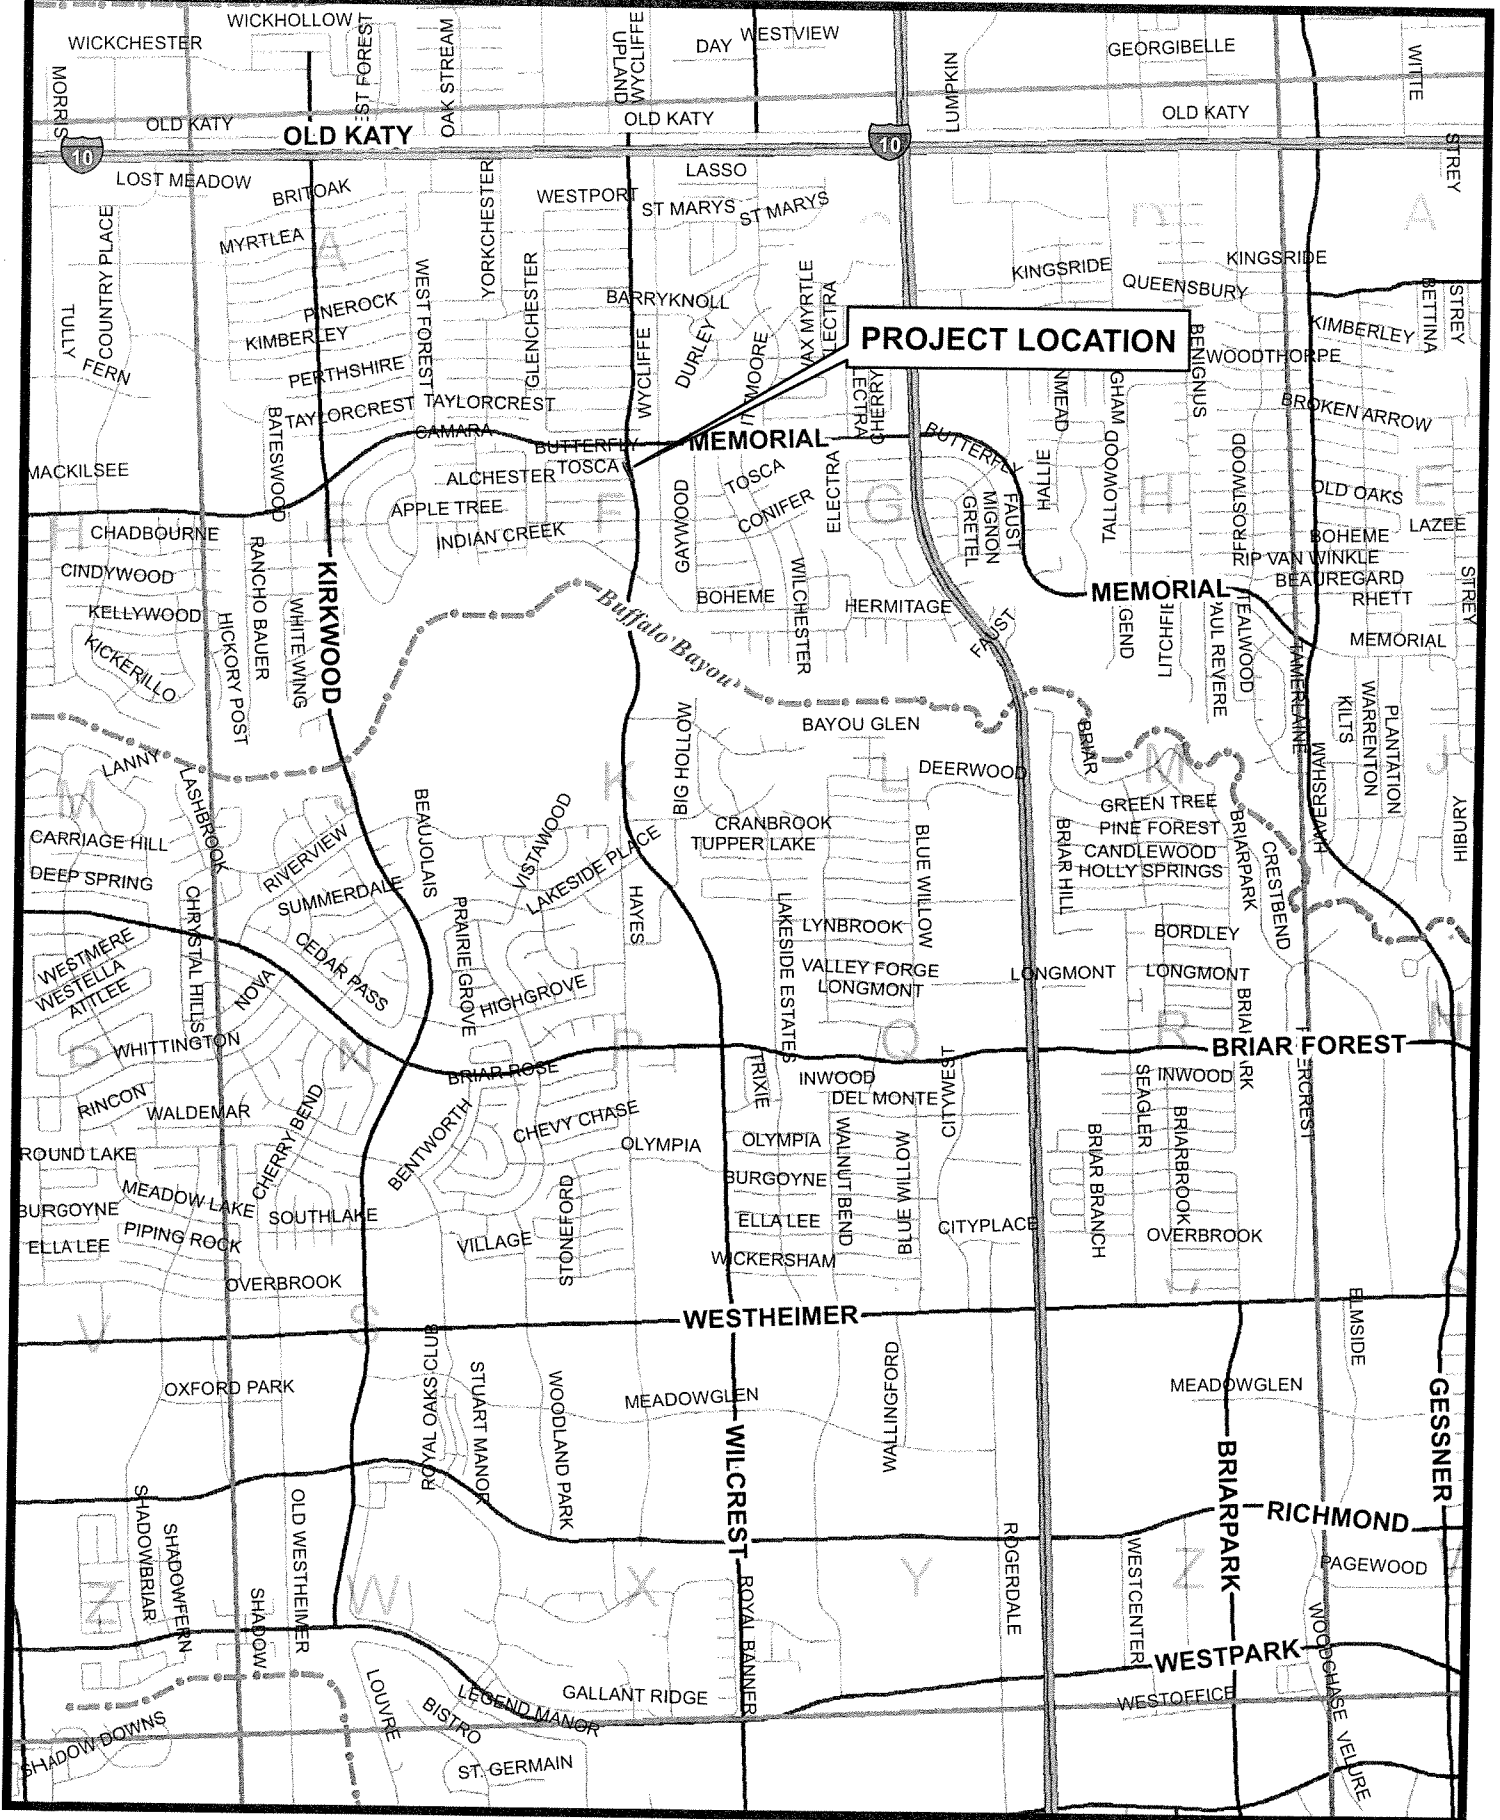 WICKHOLLOW
WICKCHESTER
EST FOREST
OAK STREAM
UPLAND
WYCLIFFE
DAY
WESTVIEW
LUMPKIN
GEORGIBELLE
WITTE
MORRIS
OLD KATY
OLD KATY
OLD KATY
OLD KATY
10
10
STREY
LOST MEADOW
BRITOAK
YORKCHESTER
WESTPORT
LASSO
ST MARYS
ST MARYS
A
MYRTLEA
A
COUNTRY PLACE
WEST FOREST
GLENCHESTER
KINGSRIDE
KINGSRIDE
QUEENSBURY
BARRYKNOLL
WAX MYRTLE
ELECTRA
BETTINA
STREY
TULLY
PINEROCK
KIMBERLEY
WYCLIFFE
DURLEY
PROJECT LOCATION
BENIGNUS
KIMBERLEY
WOODTHORPE
FERN
PERTHSHIRE
TAYLORCREST
TAYLORCREST
CHERRY
BROKEN ARROW
BATESWOOD
CAMARA
BUTTERFLY
MEMORIAL
BUTTERFLY
HALLIE
TALLOWOOD
FROSTWOOD
MACKILSEE
ALCHESTER
TOSCA
TOSCA
APPLE TREE
CONIFER
GAYWOOD
ELECTRA
GRETEL
MIGNON
FAUST
OLD OAKS
E
H
F
G
H
CHADBOURNE
INDIAN CREEK
LAZEE
BOHEME
RIP VAN WINKLE
CINDYWOOD
RANCHO BAUER
KIRKWOOD
WILCHESTER
BEAUREGARD
RHETT
STREY
KELLYWOOD
WHITE WING
HICKORY POST
Buffalo Bayou
BOHEME
HERMITAGE
MEMORIAL
FAUST
PAUL REVERE
TEALWOOD
MEMORIAL
KICKERILLO
TAMERLAINE
KILTS
WARRENTON
PLANTATION
BAYOU GLEN
BIG HOLLOW
BRIAR
LANNY
LASHBROOK
DEERWOOD
HAVERSHAM
HIBURY
M
K
L
M
J
BEAUJOLAIS
VISTAWOOD
GREEN TREE
PINE FOREST
CANDLEWOOD
HOLLY SPRINGS
CARRIAGE HILL
RIVERVIEW
LAKESIDE PLACE
CRANBROOK
TUPPER LAKE
BLUE WILLOW
BRIAR HILL
BRIARPARK
CRESTBEND
DEEP SPRING
SUMMERDALE
CHRYSTAL HILLS
PRAIRIE GROVE
HAYES
LAKESIDE ESTATES
LYNBROOK
BORDLEY
WESTMERE
WESTELLA
ATTLEE
NOVA
CEDAR PASS
HIGHGROVE
VALLEY FORGE
LONGMONT
LONGMONT
LONGMONT
WHITTINGTON
P
N
P
Q
R
N
BRIAR FOREST
BRIAR ROSE
TRIXIE
INWOOD
DEL MONTE
CITYWEST
SEAGLER
INWOOD
RINCON
WALDEMAR
CHERRY BEND
BENTWORTH
CHEVY CHASE
OLYMPIA
OLYMPIA
WALNUT BEND
BLUE WILLOW
BRIAR BRANCH
BRIARBROOK
ROUND LAKE
MEADOW LAKE
STONEFORD
BURGOYNE
BURGOYNE
SOUTHLAKE
ELLA LEE
ELLA LEE
PIPING ROCK
VILLAGE
CITYPLACE
OVERBROOK
WICKERSHAM
OVERBROOK
V
S
U
WESTHEIMER
ELMSIDE
ROYAL OAKS CLUB
STUART MANOR
WOODLAND PARK
OXFORD PARK
MEADOWGLEN
WALLINGFORD
MEADOWGLEN
GESSNER
WILCREST
BRIARPARK
SHADOWBRIAR
SHADOWFERN
OLD WESTHEIMER
RICHMOND
ROGERDALE
WESTCENTER
PAGEWOOD
Z
W
X
Y
Z
V
SHADOW
ROYAL BANNER
WOODCHASE
WESTPARK
LOUVRE
LEGEND MANOR
GALLANT RIDGE
WESTOFFICE
BISTRO
SHADOW DOWNS
VELURE
ST. GERMAIN